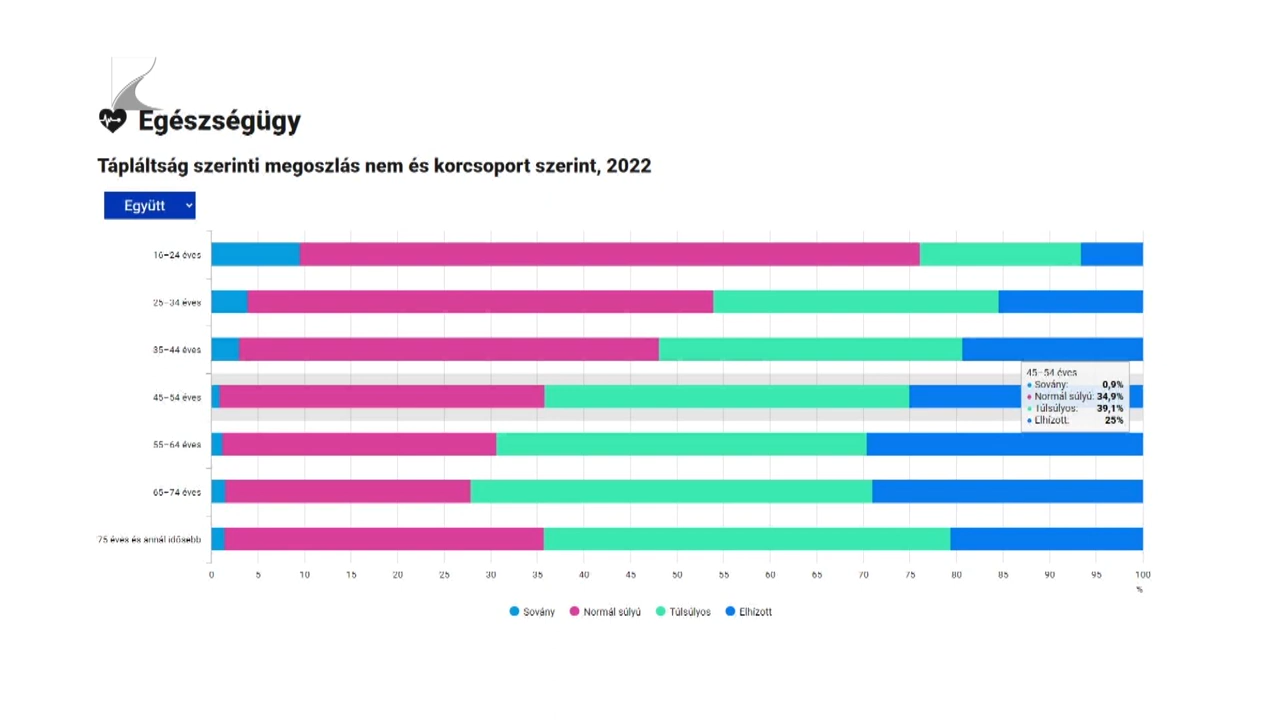 Egészségügy
Tápláltság szerinti megoszlás nem és korcsoport szerint, 2022
Együtt
16–24 éves
25–34 éves
35–44 éves
45–54 éves
55–64 éves
65–74 éves
75 éves és annál idősebb
45–54 éves
Sovány: 0,9%
Normál súlyú: 34,9%
Túlsúlyos: 39,1%
Elhízott: 25%
0 5 10 15 20 25 30 35 40 45 50 55 60 65 70 75 80 85 90 95 100
%
Sovány Normál súlyú Túlsúlyos Elhízott